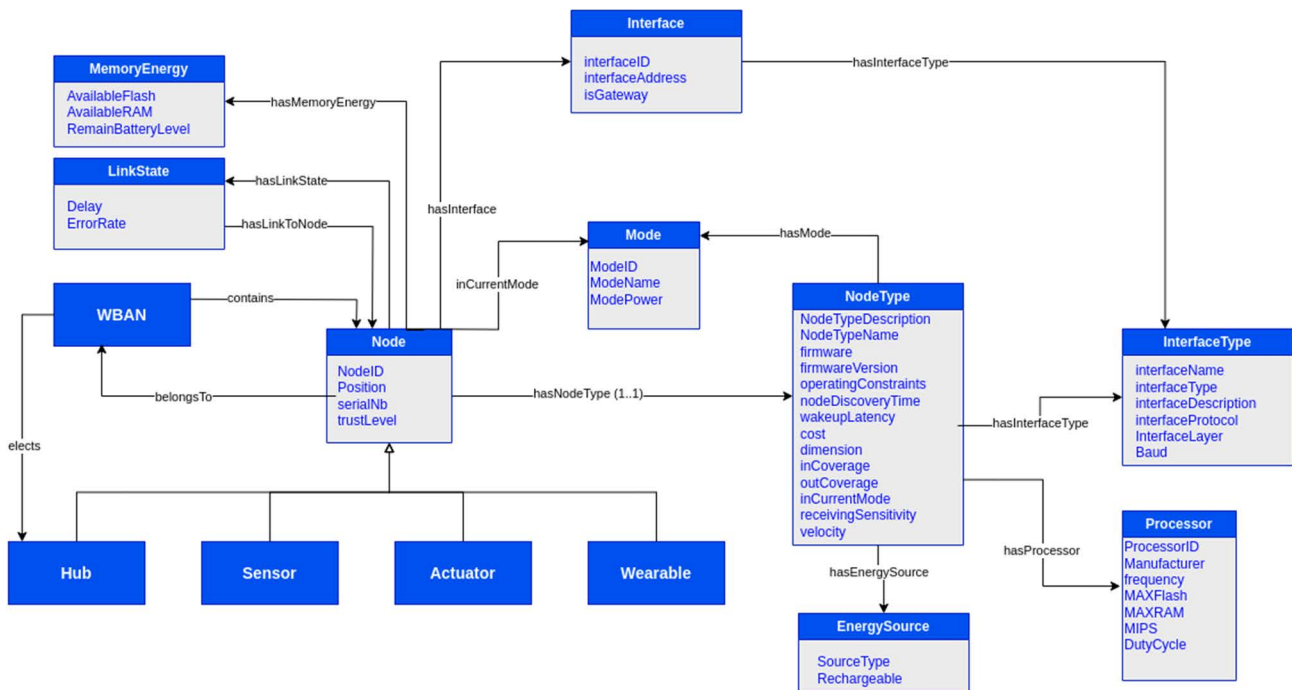 Interface
interfaceID
interfaceAddress
isGateway
hasInterfaceType
MemoryEnergy
AvailableFlash
AvailableRAM
RemainBatteryLevel
hasMemoryEnergy
LinkState
Delay
ErrorRate
hasLinkState
hasLinkToNode
hasInterface
Mode
ModeID
ModeName
ModePower
hasMode
inCurrentMode
WBAN
contains
belongsTo
elects
Node
NodeID
Position
serialNb
trustLevel
hasNodeType (1..1)
NodeType
NodeTypeDescription
NodeTypeName
firmware
firmwareVersion
operatingConstraints
nodeDiscoveryTime
wakeupLatency
cost
dimension
inCoverage
outCoverage
inCurrentMode
receivingSensitivity
velocity
hasInterfaceType
InterfaceType
interfaceName
interfaceType
interfaceDescription
interfaceProtocol
InterfaceLayer
Baud
hasProcessor
Processor
ProcessorID
Manufacturer
frequency
MAXFlash
MAXRAM
MIPS
DutyCycle
Hub
Sensor
Actuator
Wearable
hasEnergySource
EnergySource
SourceType
Rechargeable